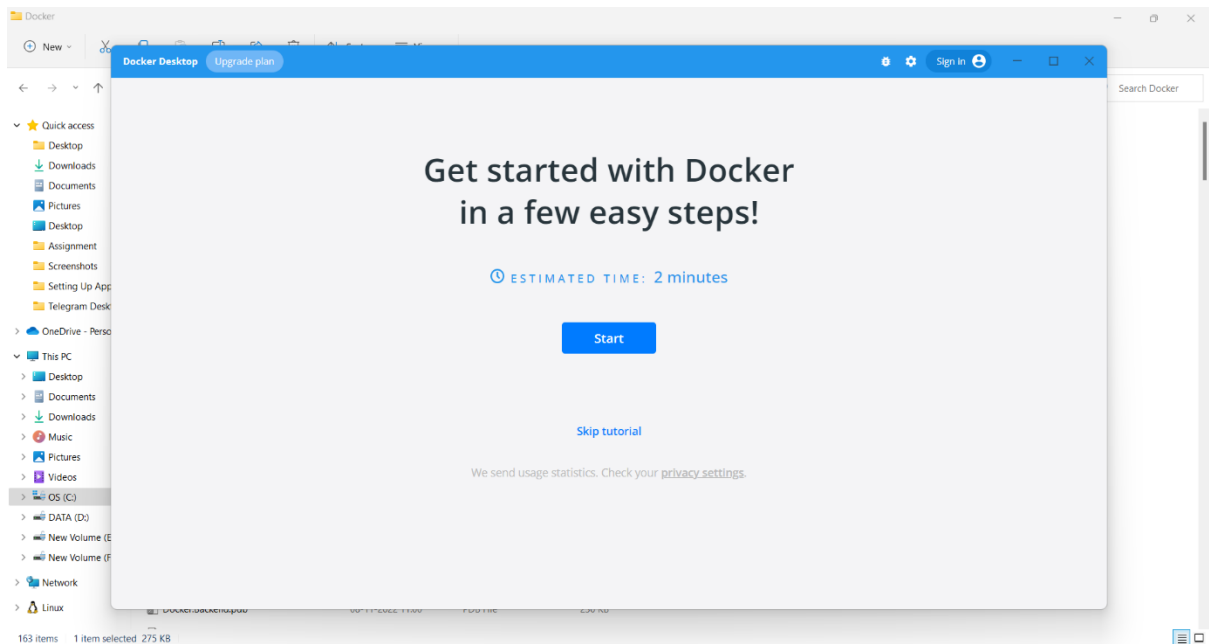 Docker
New
Docker Desktop
Upgrade plan
Sign in
Search Docker
Quick access
Desktop
Downloads
Documents
Pictures
Desktop
Assignment
Screenshots
Setting Up App
Telegram Desk
OneDrive - Perso
This PC
Desktop
Documents
Downloads
Music
Pictures
Videos
OS (C:)
DATA (D:)
New Volume (E
New Volume (F
Network
Linux
Get started with Docker
in a few easy steps!
ESTIMATED TIME: 2 minutes
Start
Skip tutorial
We send usage statistics. Check your privacy settings.
163 items 1 item selected 275 KB